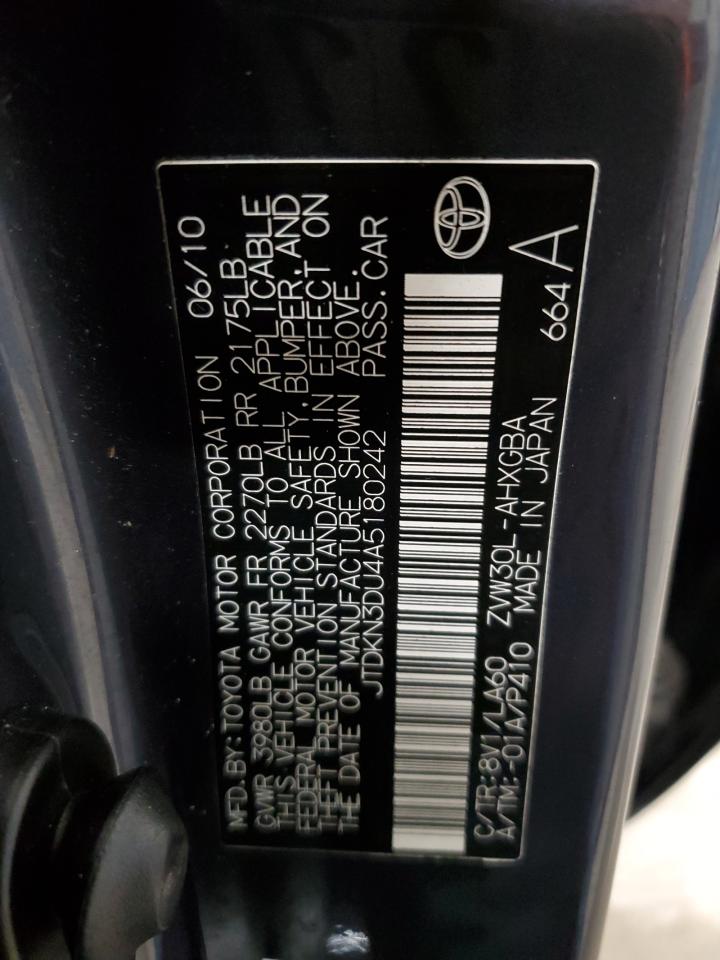 MFD. BY: TOYOTA MOTOR CORPORATION 06/10
GVWR 3980LB GAWR FR 2270LB RR 2175LB
THIS VEHICLE CONFORMS TO ALL APPLICABLE
FEDERAL MOTOR VEHICLE SAFETY, BUMPER, AND
THEFT PREVENTION STANDARDS IN EFFECT ON
THE DATE OF MANUFACTURE SHOWN ABOVE.
JTDKN3DU4A5180242 PASS. CAR
C/TR: 8V1/LA60 ZVW30L-AHXGBA
A/TM: -01A/P410 MADE IN JAPAN 664 A